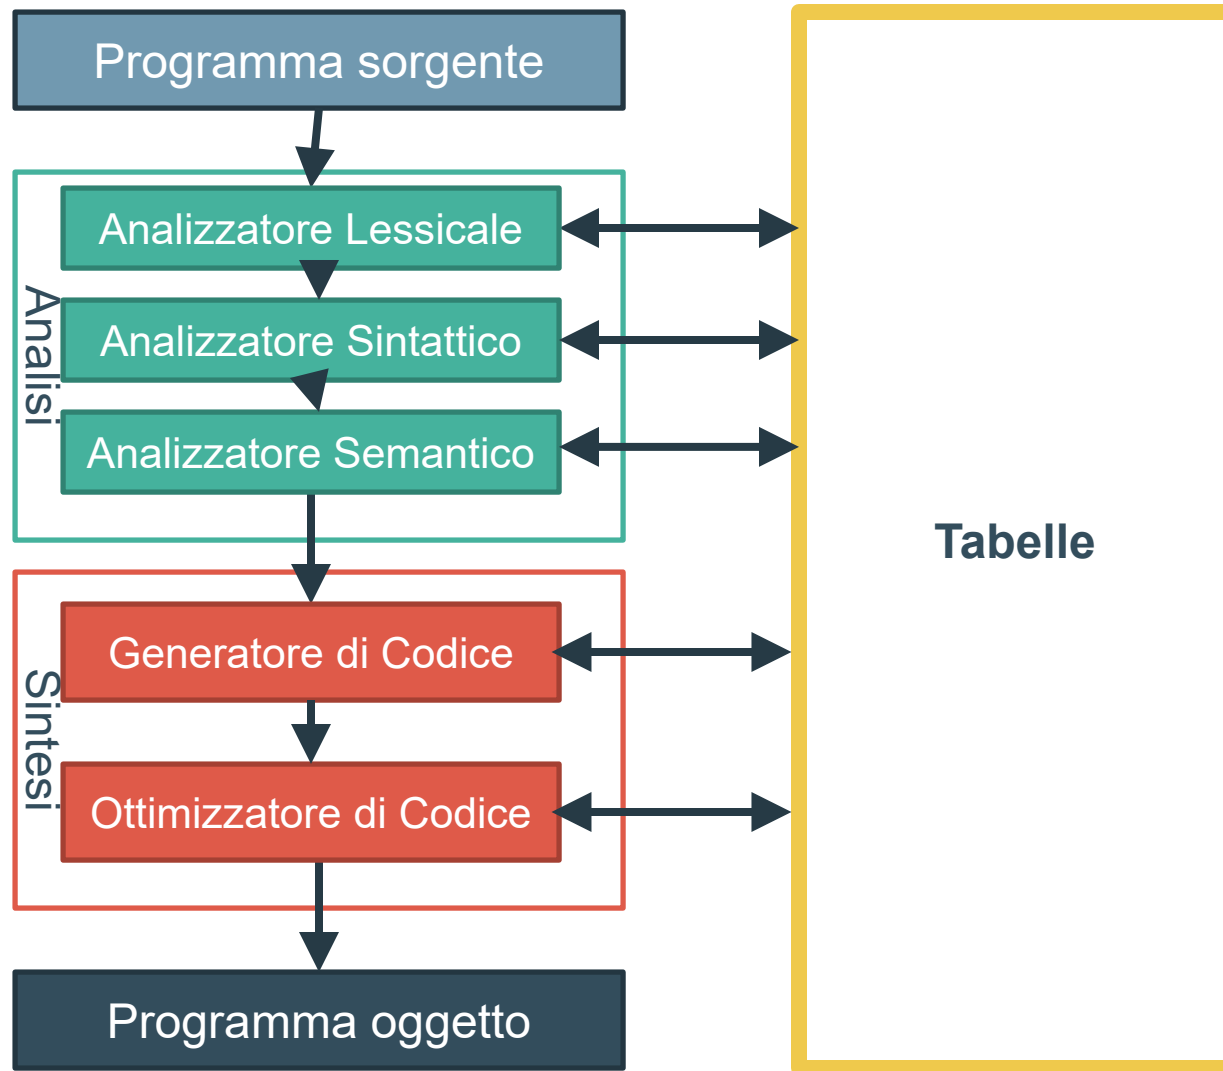 Programma sorgente
Analisi
Analizzatore Lessicale
Analizzatore Sintattico
Analizzatore Semantico
Tabelle
Sintesi
Generatore di Codice
Ottimizzatore di Codice
Programma oggetto